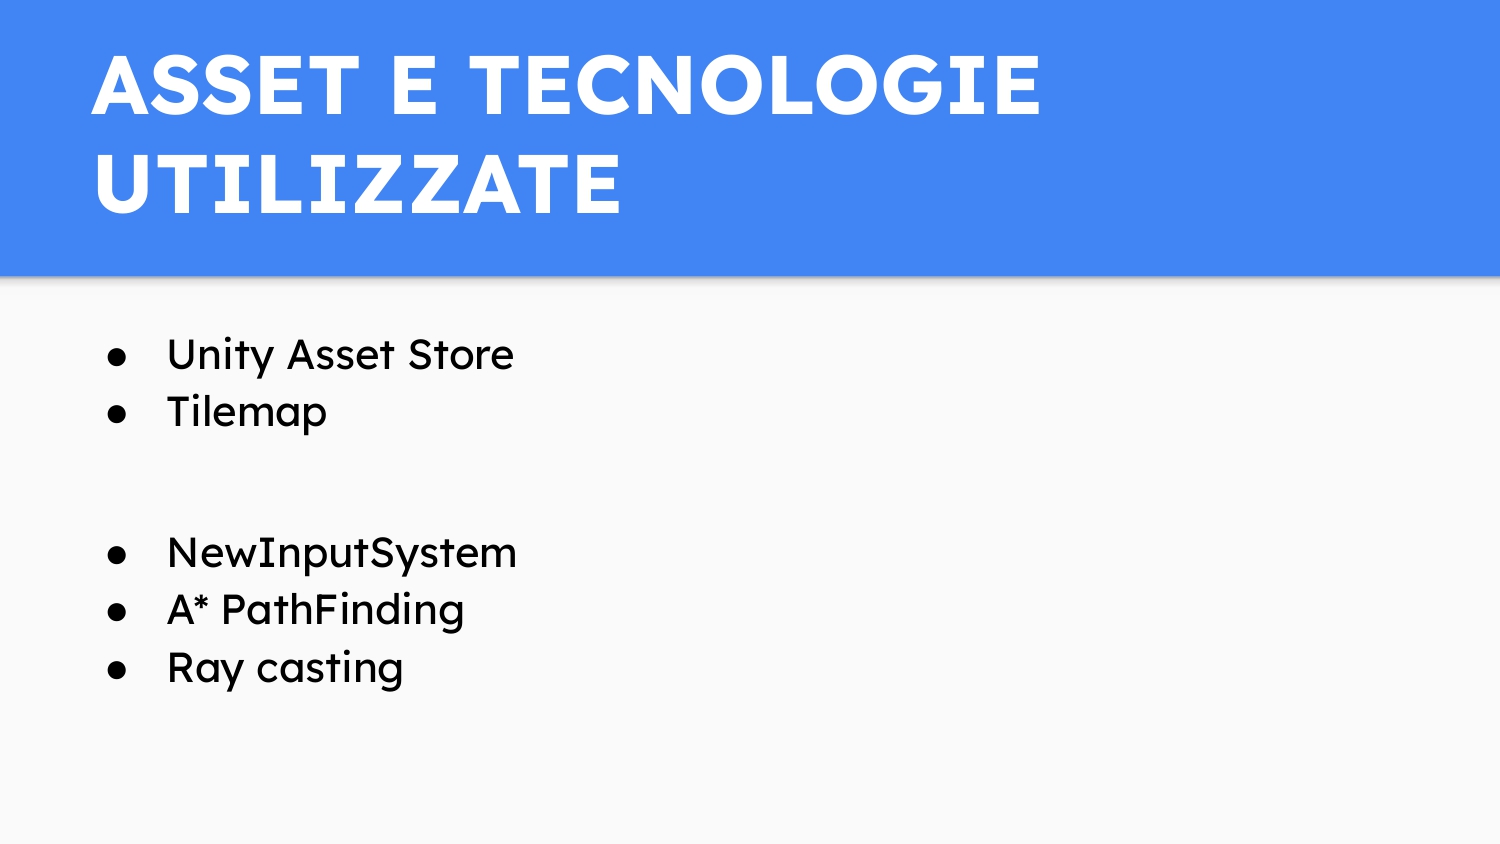 ASSET E TECNOLOGIE
UTILIZZATE
● Unity Asset Store
● Tilemap
● NewInputSystem
● A* PathFinding
● Ray casting